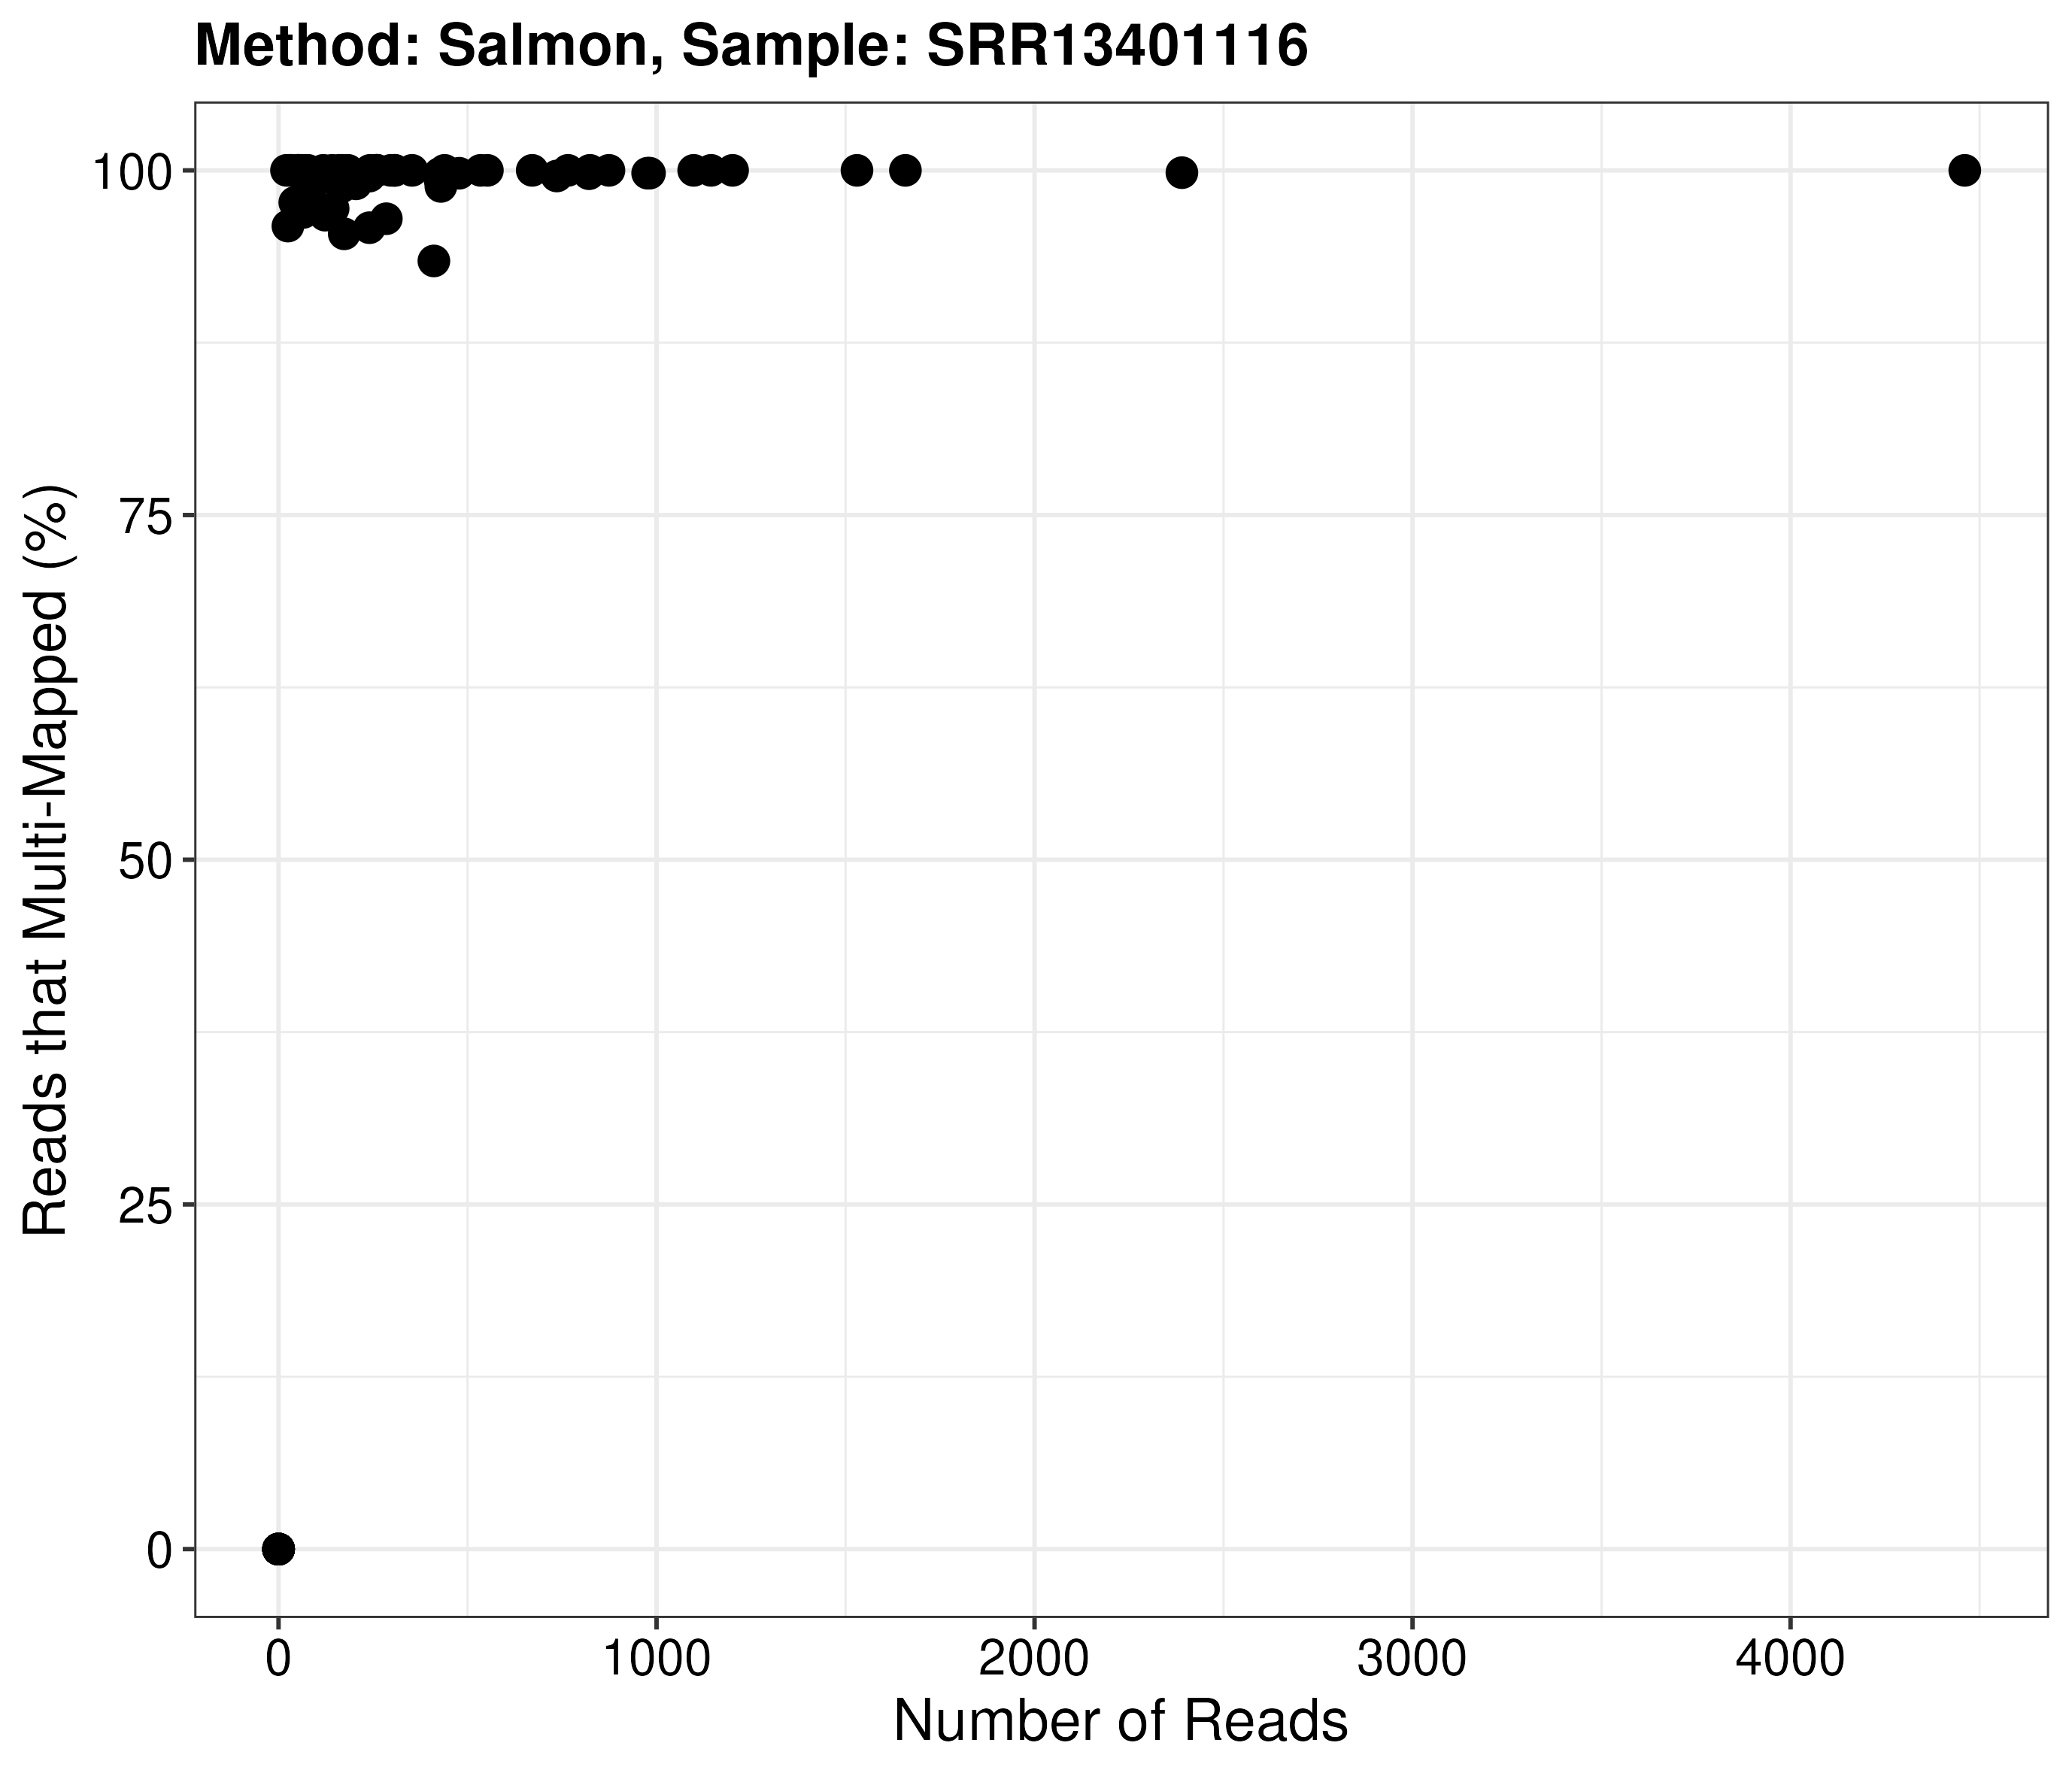 Method: Salmon, Sample: SRR13401116
Reads that Multi-Mapped (%)
100
75
50
25
0
0 1000 2000 3000 4000
Number of Reads